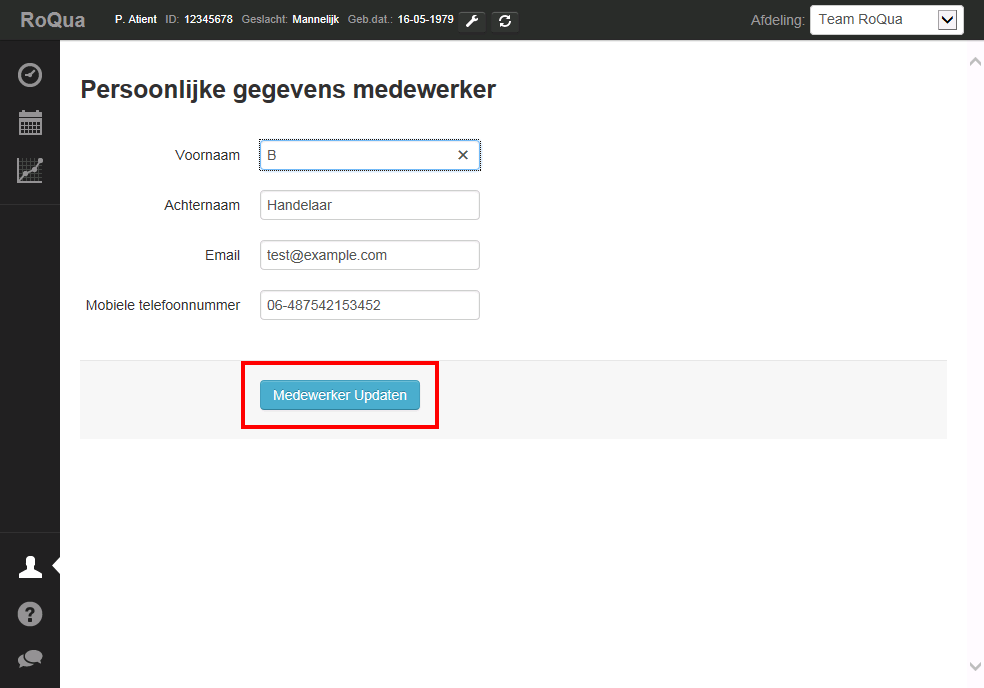 RoQua P. Atient ID: 12345678 Geslacht: Mannelijk Geb.dat.: 16-05-1979 Afdeling: Team RoQua
Persoonlijke gegevens medewerker
Voornaam B
Achternaam Handelaar
Email test@example.com
Mobiele telefoonnummer 06-487542153452
Medewerker Updaten